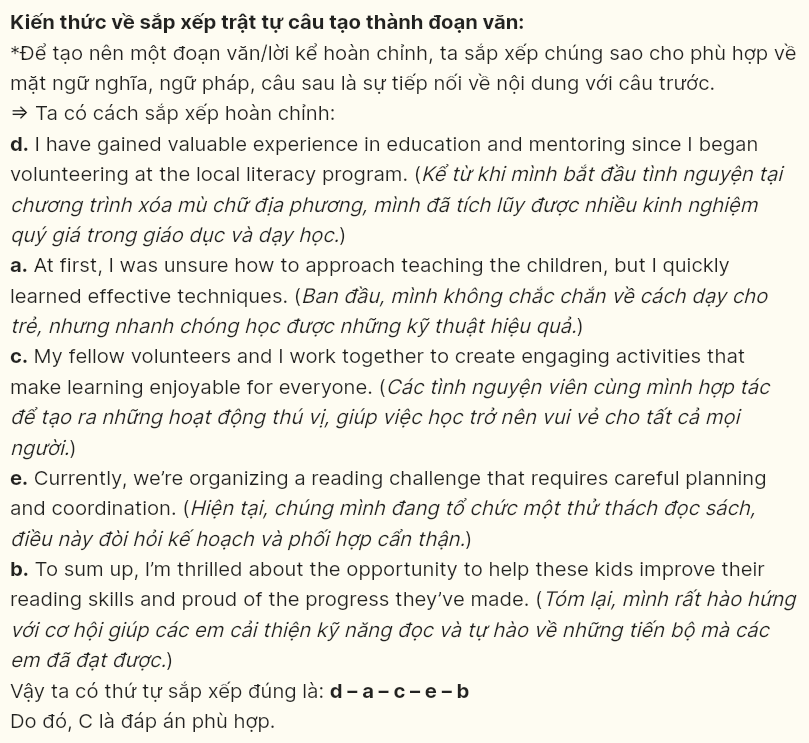 Kiến thức về sắp xếp trật tự câu tạo thành đoạn văn:
*Để tạo nên một đoạn văn/lời kể hoàn chỉnh, ta sắp xếp chúng sao cho phù hợp về
mặt ngữ nghĩa, ngữ pháp, câu sau là sự tiếp nối về nội dung với câu trước.
⇒ Ta có cách sắp xếp hoàn chỉnh:
d. I have gained valuable experience in education and mentoring since I began
volunteering at the local literacy program. (Kể từ khi mình bắt đầu tình nguyện tại
chương trình xóa mù chữ địa phương, mình đã tích lũy được nhiều kinh nghiệm
quý giá trong giáo dục và dạy học.)
a. At first, I was unsure how to approach teaching the children, but I quickly
learned effective techniques. (Ban đầu, mình không chắc chắn về cách dạy cho
trẻ, nhưng nhanh chóng học được những kỹ thuật hiệu quả.)
c. My fellow volunteers and I work together to create engaging activities that
make learning enjoyable for everyone. (Các tình nguyện viên cùng mình hợp tác
để tạo ra những hoạt động thú vị, giúp việc học trở nên vui vẻ cho tất cả mọi
người.)
e. Currently, we’re organizing a reading challenge that requires careful planning
and coordination. (Hiện tại, chúng mình đang tổ chức một thử thách đọc sách,
điều này đòi hỏi kế hoạch và phối hợp cẩn thận.)
b. To sum up, I’m thrilled about the opportunity to help these kids improve their
reading skills and proud of the progress they’ve made. (Tóm lại, mình rất hào hứng
với cơ hội giúp các em cải thiện kỹ năng đọc và tự hào về những tiến bộ mà các
em đã đạt được.)
Vậy ta có thứ tự sắp xếp đúng là: d – a – c – e – b
Do đó, C là đáp án phù hợp.